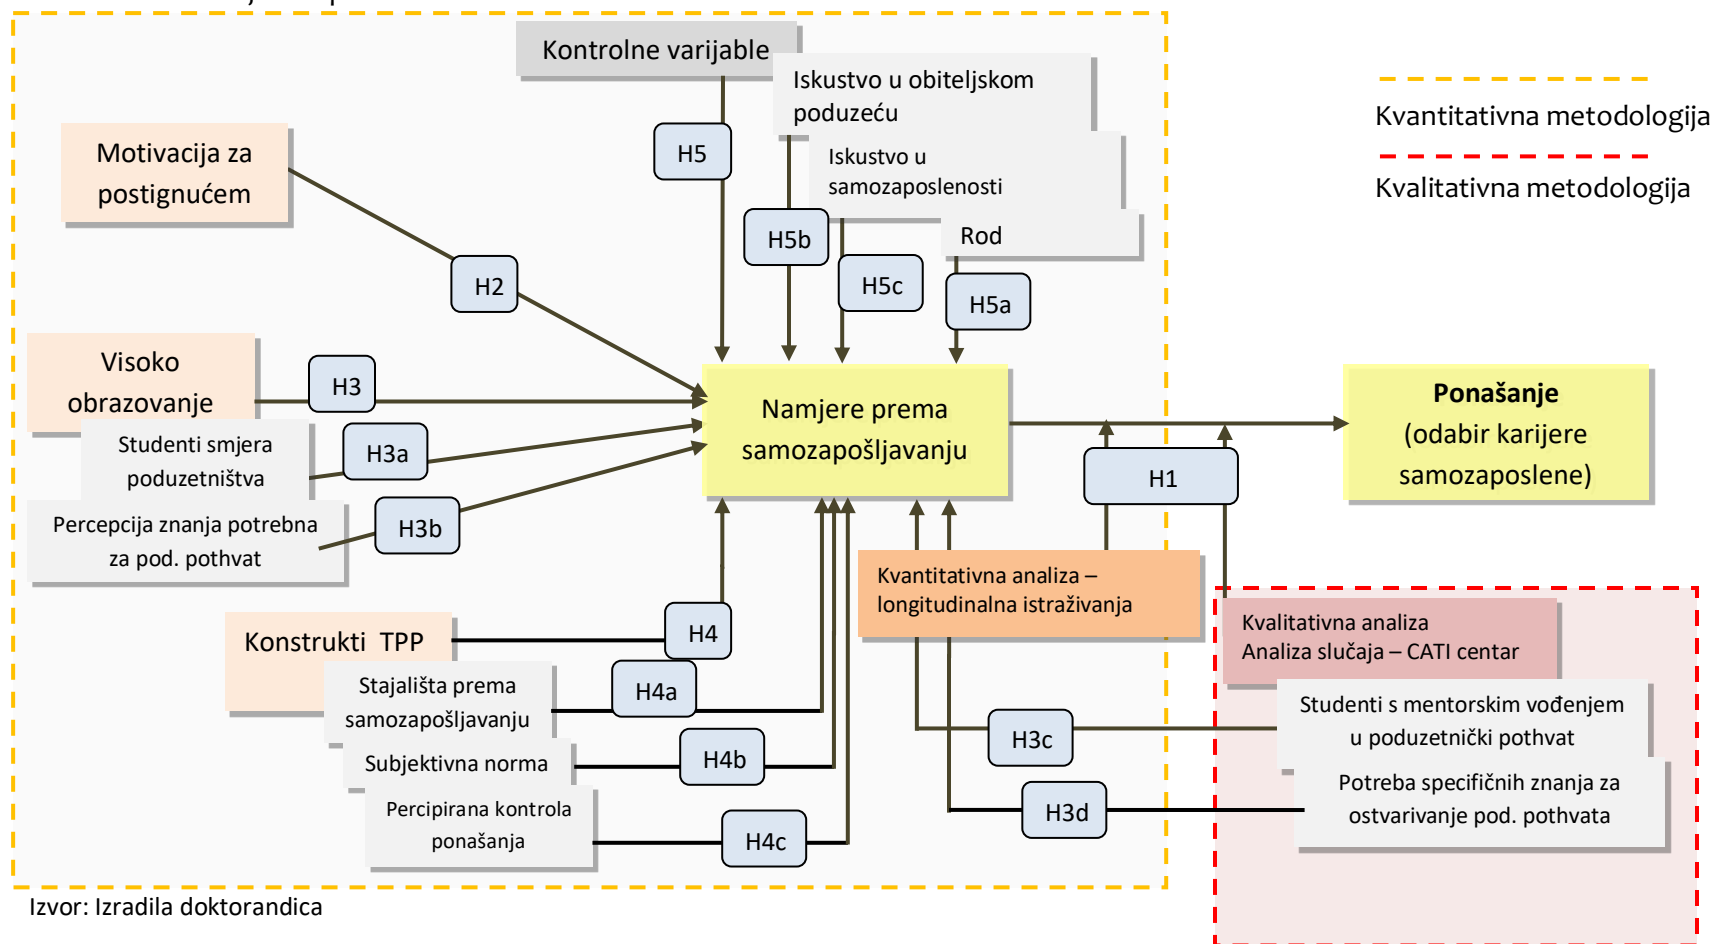 Kontrolne varijable
Iskustvo u obiteljskom
poduzeću
Iskustvo u
samozaposlenosti
Rod
Kvantitativna metodologija
Kvalitativna metodologija
Motivacija za
postignućem
H5
H5b
H5c
H5a
H2
Visoko
obrazovanje
H3
Studenti smjera
poduzetništva
H3a
Percepcija znanja potrebna
za pod. pothvat
H3b
Namjere prema
samozapošljavanju
Ponašanje
(odabir karijere
samozaposlene)
H1
Kvantitativna analiza –
longitudinalna istraživanja
Konstrukti TPP
H4
Stajališta prema
samozapošljavanju
H4a
Subjektivna norma
H4b
Percipirana kontrola
ponašanja
H4c
Kvalitativna analiza
Analiza slučaja – CATI centar
Studenti s mentorskim vođenjem
u poduzetnički pothvat
H3c
Potreba specifičnih znanja za
ostvarivanje pod. pothvata
H3d
Izvor: Izradila doktorandica